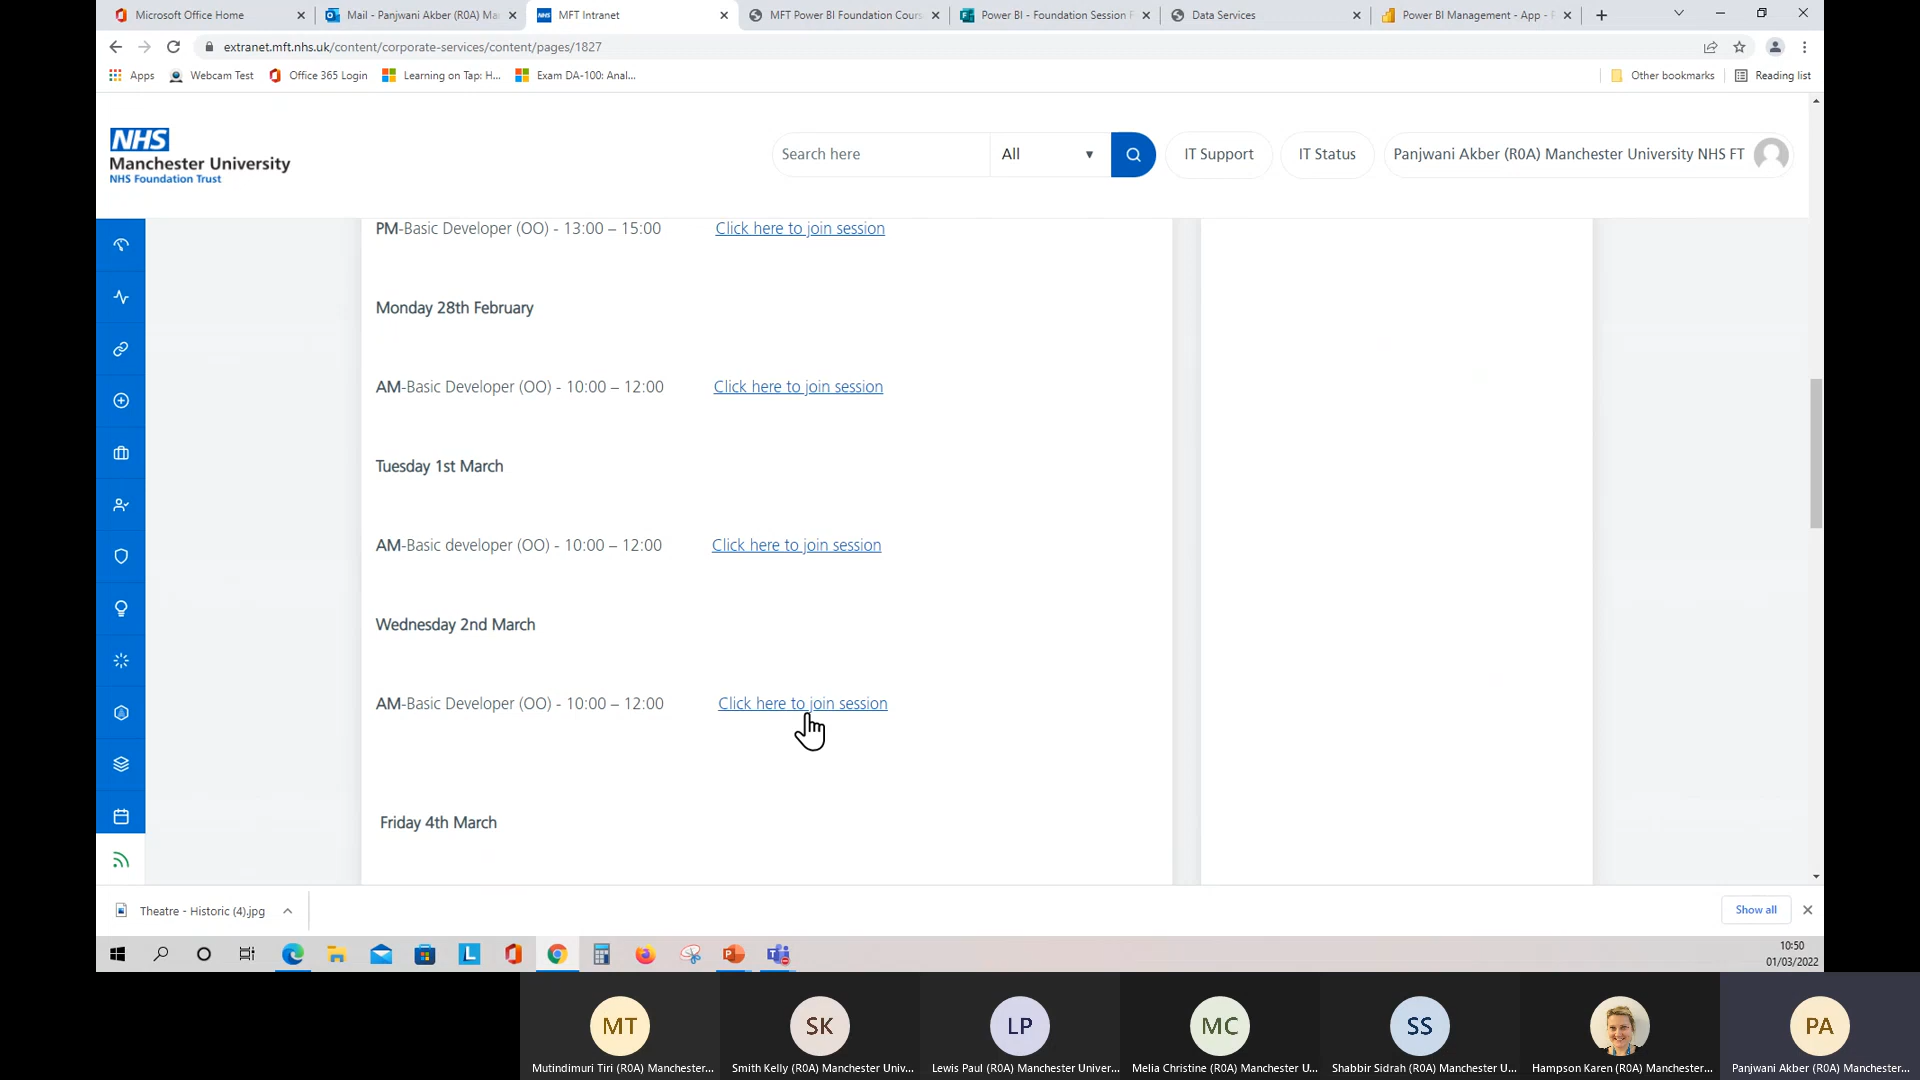 Microsoft Office Home
Mail - Panjwani Akber (R0A) Ma
MFT Intranet
MFT Power BI Foundation Cours
Power BI - Foundation Session F
Data Services
Power BI Management - App -
extranet.mft.nhs.uk/content/corporate-services/content/pages/1827
Apps
Webcam Test
Office 365 Login
Learning on Tap: H...
Exam DA-100: Anal...
Other bookmarks
Reading list
NHS
Manchester University
NHS Foundation Trust
Search here
All
IT Support
IT Status
Panjwani Akber (R0A) Manchester University NHS FT
PM-Basic Developer (OO) - 13:00 – 15:00 Click here to join session
Monday 28th February
AM-Basic Developer (OO) - 10:00 – 12:00 Click here to join session
Tuesday 1st March
AM-Basic developer (OO) - 10:00 – 12:00 Click here to join session
Wednesday 2nd March
AM-Basic Developer (OO) - 10:00 – 12:00 Click here to join session
Friday 4th March
Theatre - Historic (4).jpg
Show all
10:50
01/03/2022
MT
SK
LP
MC
SS
PA
Mutindimuri Tiri (R0A) Manchester...
Smith Kelly (R0A) Manchester Univ...
Lewis Paul (R0A) Manchester Univer...
Melia Christine (R0A) Manchester U...
Shabbir Sidrah (R0A) Manchester U...
Hampson Karen (R0A) Manchester...
Panjwani Akber (R0A) Manchester...